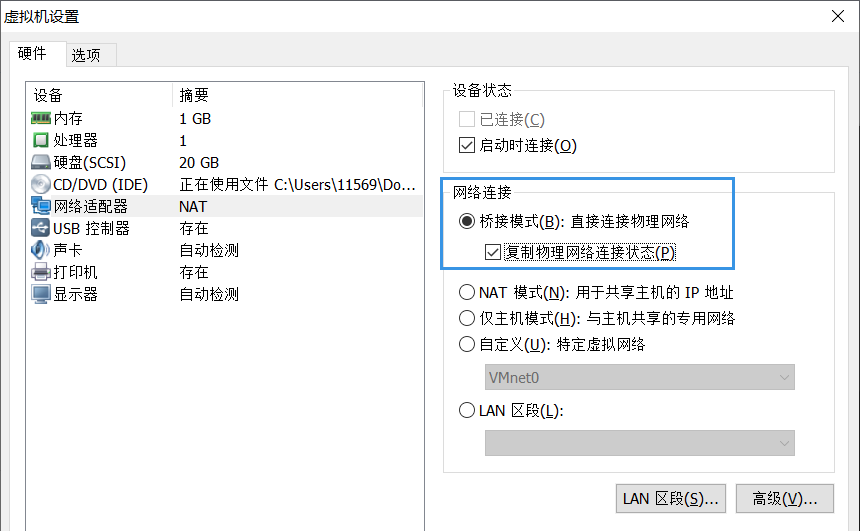 虚拟机设置
硬件 选项
设备 摘要
内存 1 GB
处理器 1
硬盘(SCSI) 20 GB
CD/DVD (IDE) 正在使用文件 C:\Users\11569\Do...
网络适配器 NAT
USB 控制器 存在
声卡 自动检测
打印机 存在
显示器 自动检测
设备状态
已连接(C)
启动时连接(O)
网络连接
桥接模式(B): 直接连接物理网络
复制物理网络连接状态(P)
NAT 模式(N): 用于共享主机的 IP 地址
仅主机模式(H): 与主机共享的专用网络
自定义(U): 特定虚拟网络
VMnet0
LAN 区段(L):
LAN 区段(S)... 高级(V)...